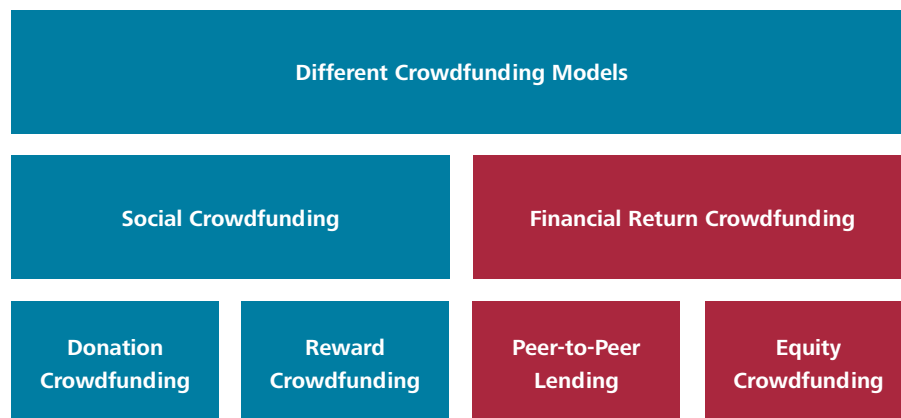 Different Crowdfunding Models
Social Crowdfunding
Financial Return Crowdfunding
Donation
Crowdfunding
Reward
Crowdfunding
Peer-to-Peer
Lending
Equity
Crowdfunding